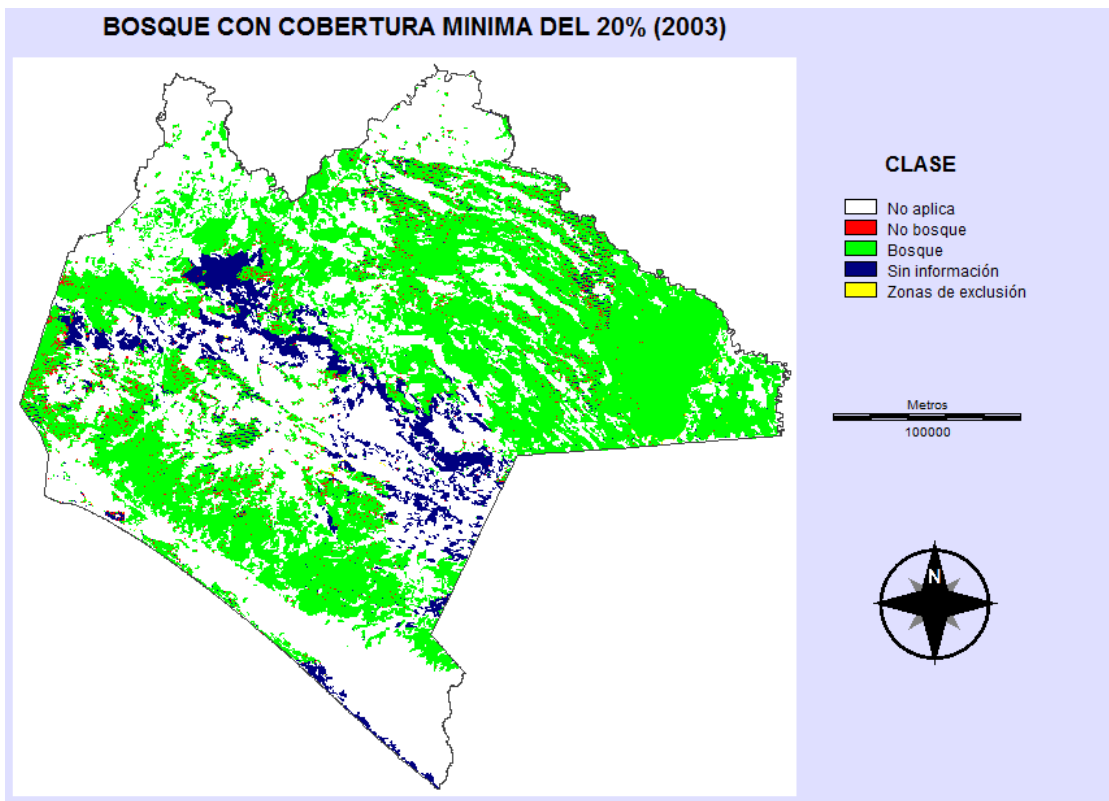 BOSQUE CON COBERTURA MINIMA DEL 20% (2003)
CLASE
No aplica
No bosque
Bosque
Sin información
Zonas de exclusión
Metros
100000
N